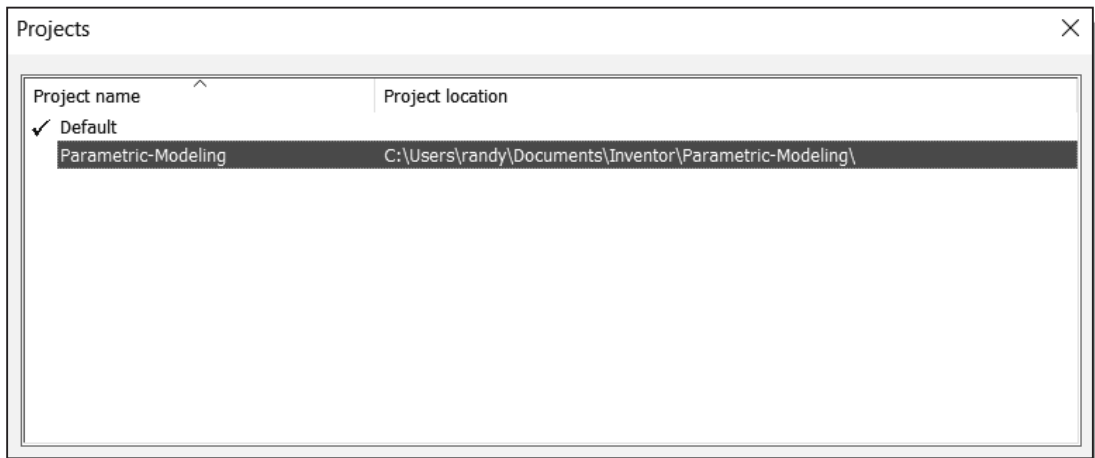 Projects
Project name Project location
Default
Parametric-Modeling C:\Users\randy\Documents\Inventor\Parametric-Modeling\